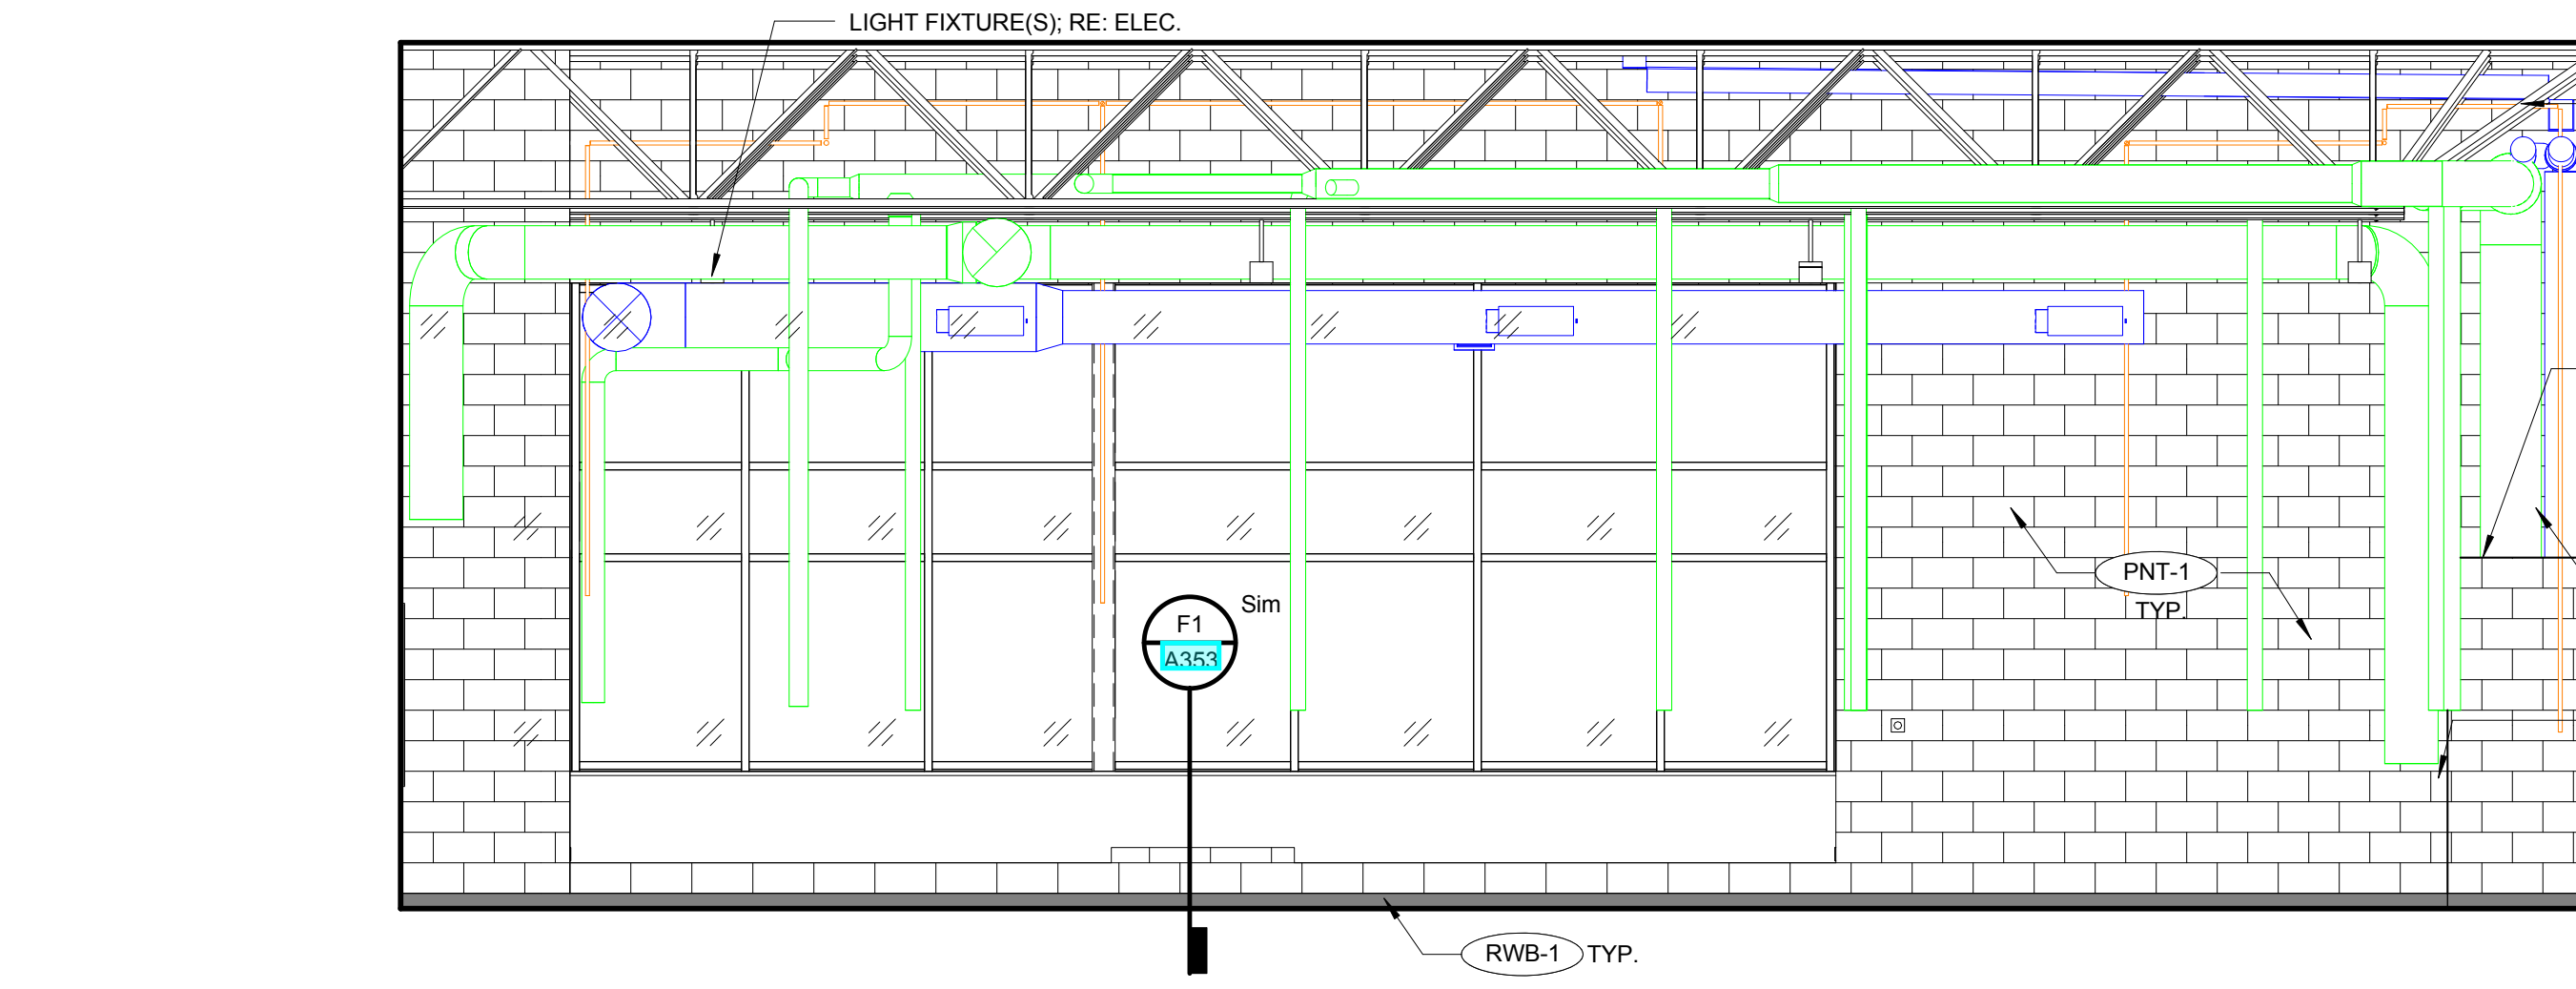 LIGHT FIXTURE(S); RE: ELEC.
PNT-1
TYP.
F1
Sim
A353
RWB-1 TYP.